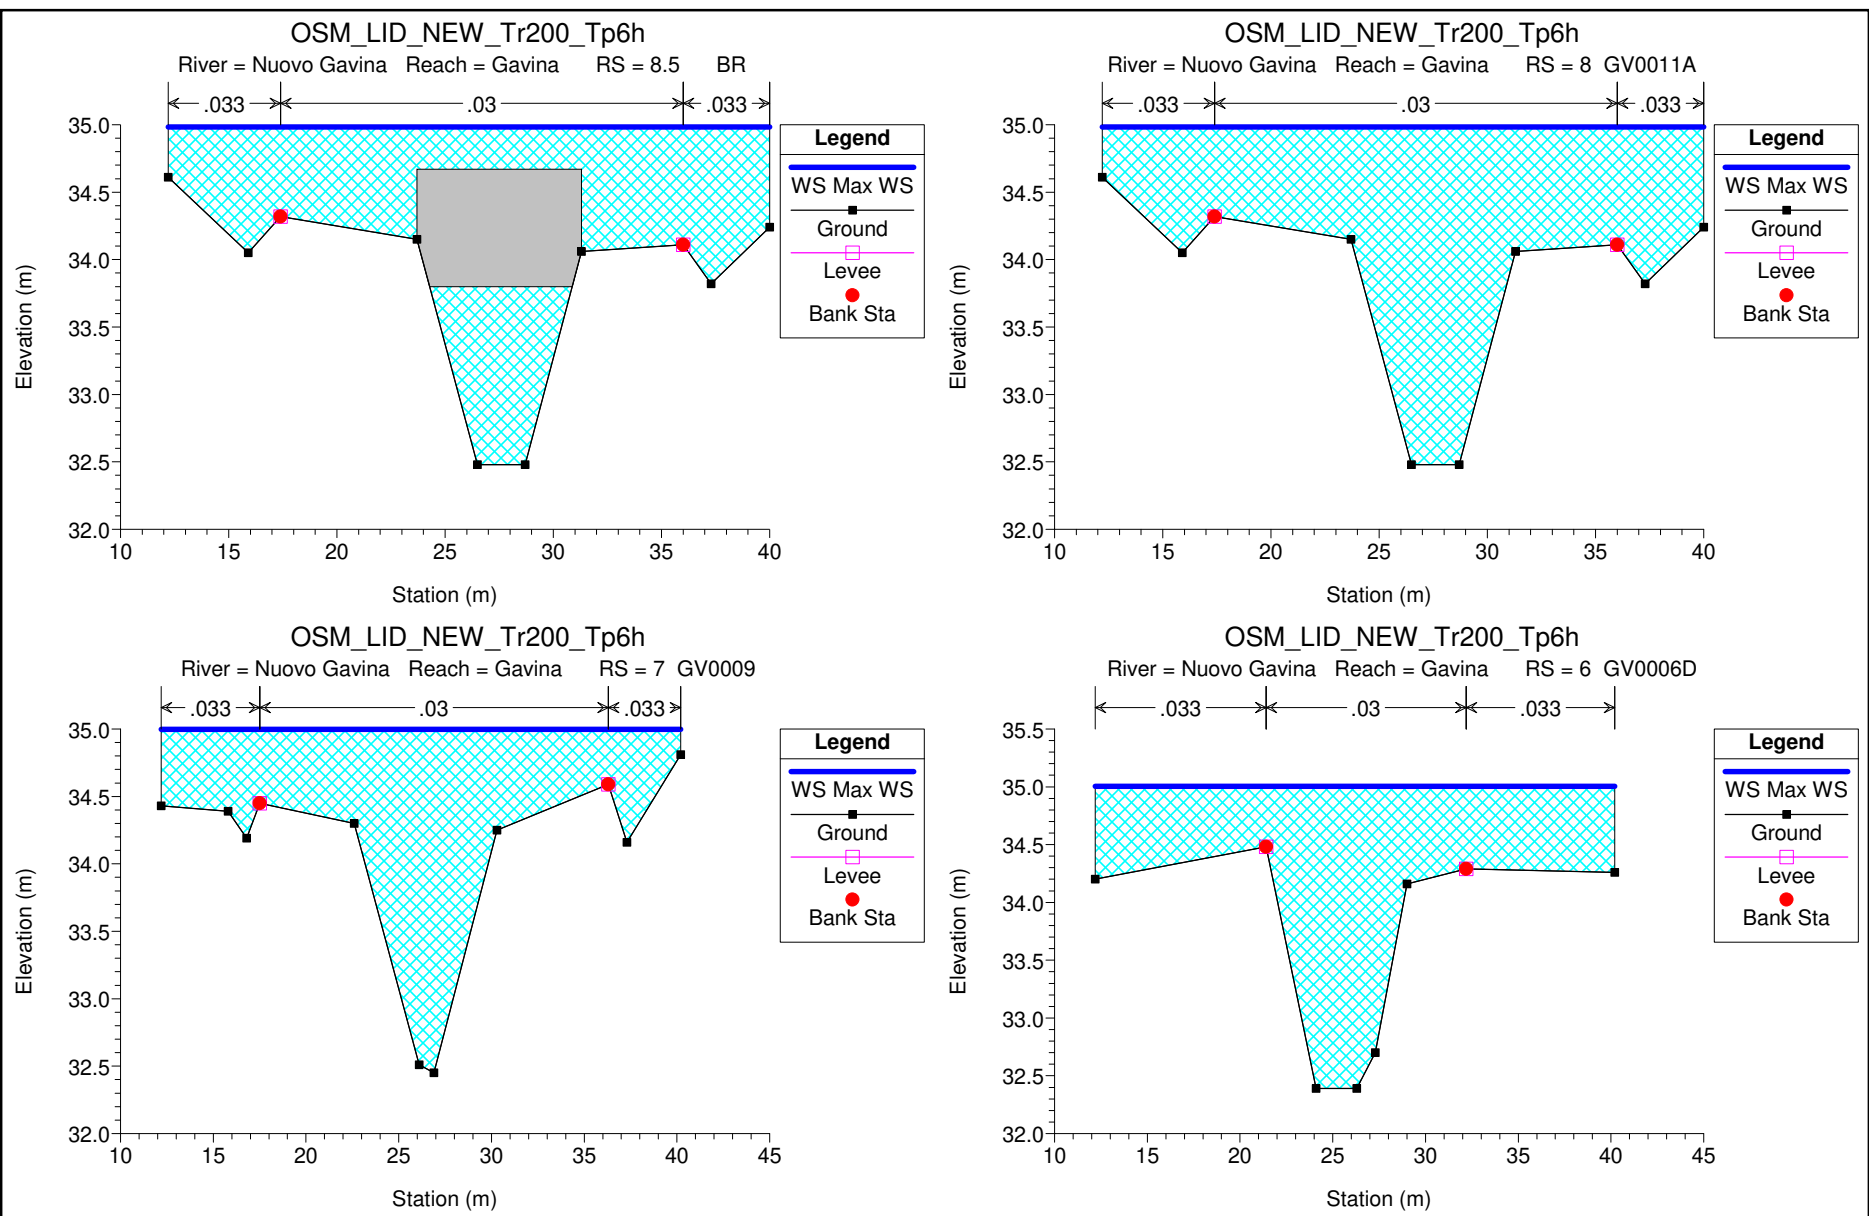 OSM_LID_NEW_Tr200_Tp6h
River = Nuovo Gavina Reach = Gavina RS = 8.5 BR
.033 .03 .033
35.0
34.5
34.0
33.5
33.0
32.5
32.0
Elevation (m)
10 15 20 25 30 35 40
Station (m)
Legend
WS Max WS
Ground
Levee
Bank Sta
OSM_LID_NEW_Tr200_Tp6h
River = Nuovo Gavina Reach = Gavina RS = 8 GV0011A
.033 .03 .033
35.0
34.5
34.0
33.5
33.0
32.5
32.0
Elevation (m)
10 15 20 25 30 35 40
Station (m)
Legend
WS Max WS
Ground
Levee
Bank Sta
OSM_LID_NEW_Tr200_Tp6h
River = Nuovo Gavina Reach = Gavina RS = 7 GV0009
.033 .03 .033
35.0
34.5
34.0
33.5
33.0
32.5
32.0
Elevation (m)
10 15 20 25 30 35 40 45
Station (m)
Legend
WS Max WS
Ground
Levee
Bank Sta
OSM_LID_NEW_Tr200_Tp6h
River = Nuovo Gavina Reach = Gavina RS = 6 GV0006D
.033 .03 .033
35.5
35.0
34.5
34.0
33.5
33.0
32.5
32.0
Elevation (m)
10 15 20 25 30 35 40 45
Station (m)
Legend
WS Max WS
Ground
Levee
Bank Sta